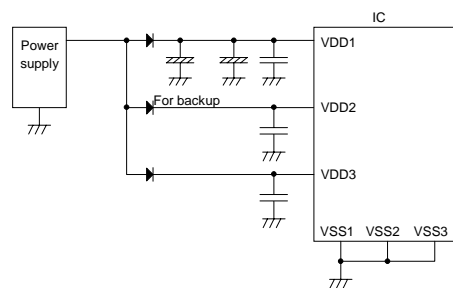 IC
Power
supply
VDD1
For backup
VDD2
VDD3
VSS1 VSS2 VSS3